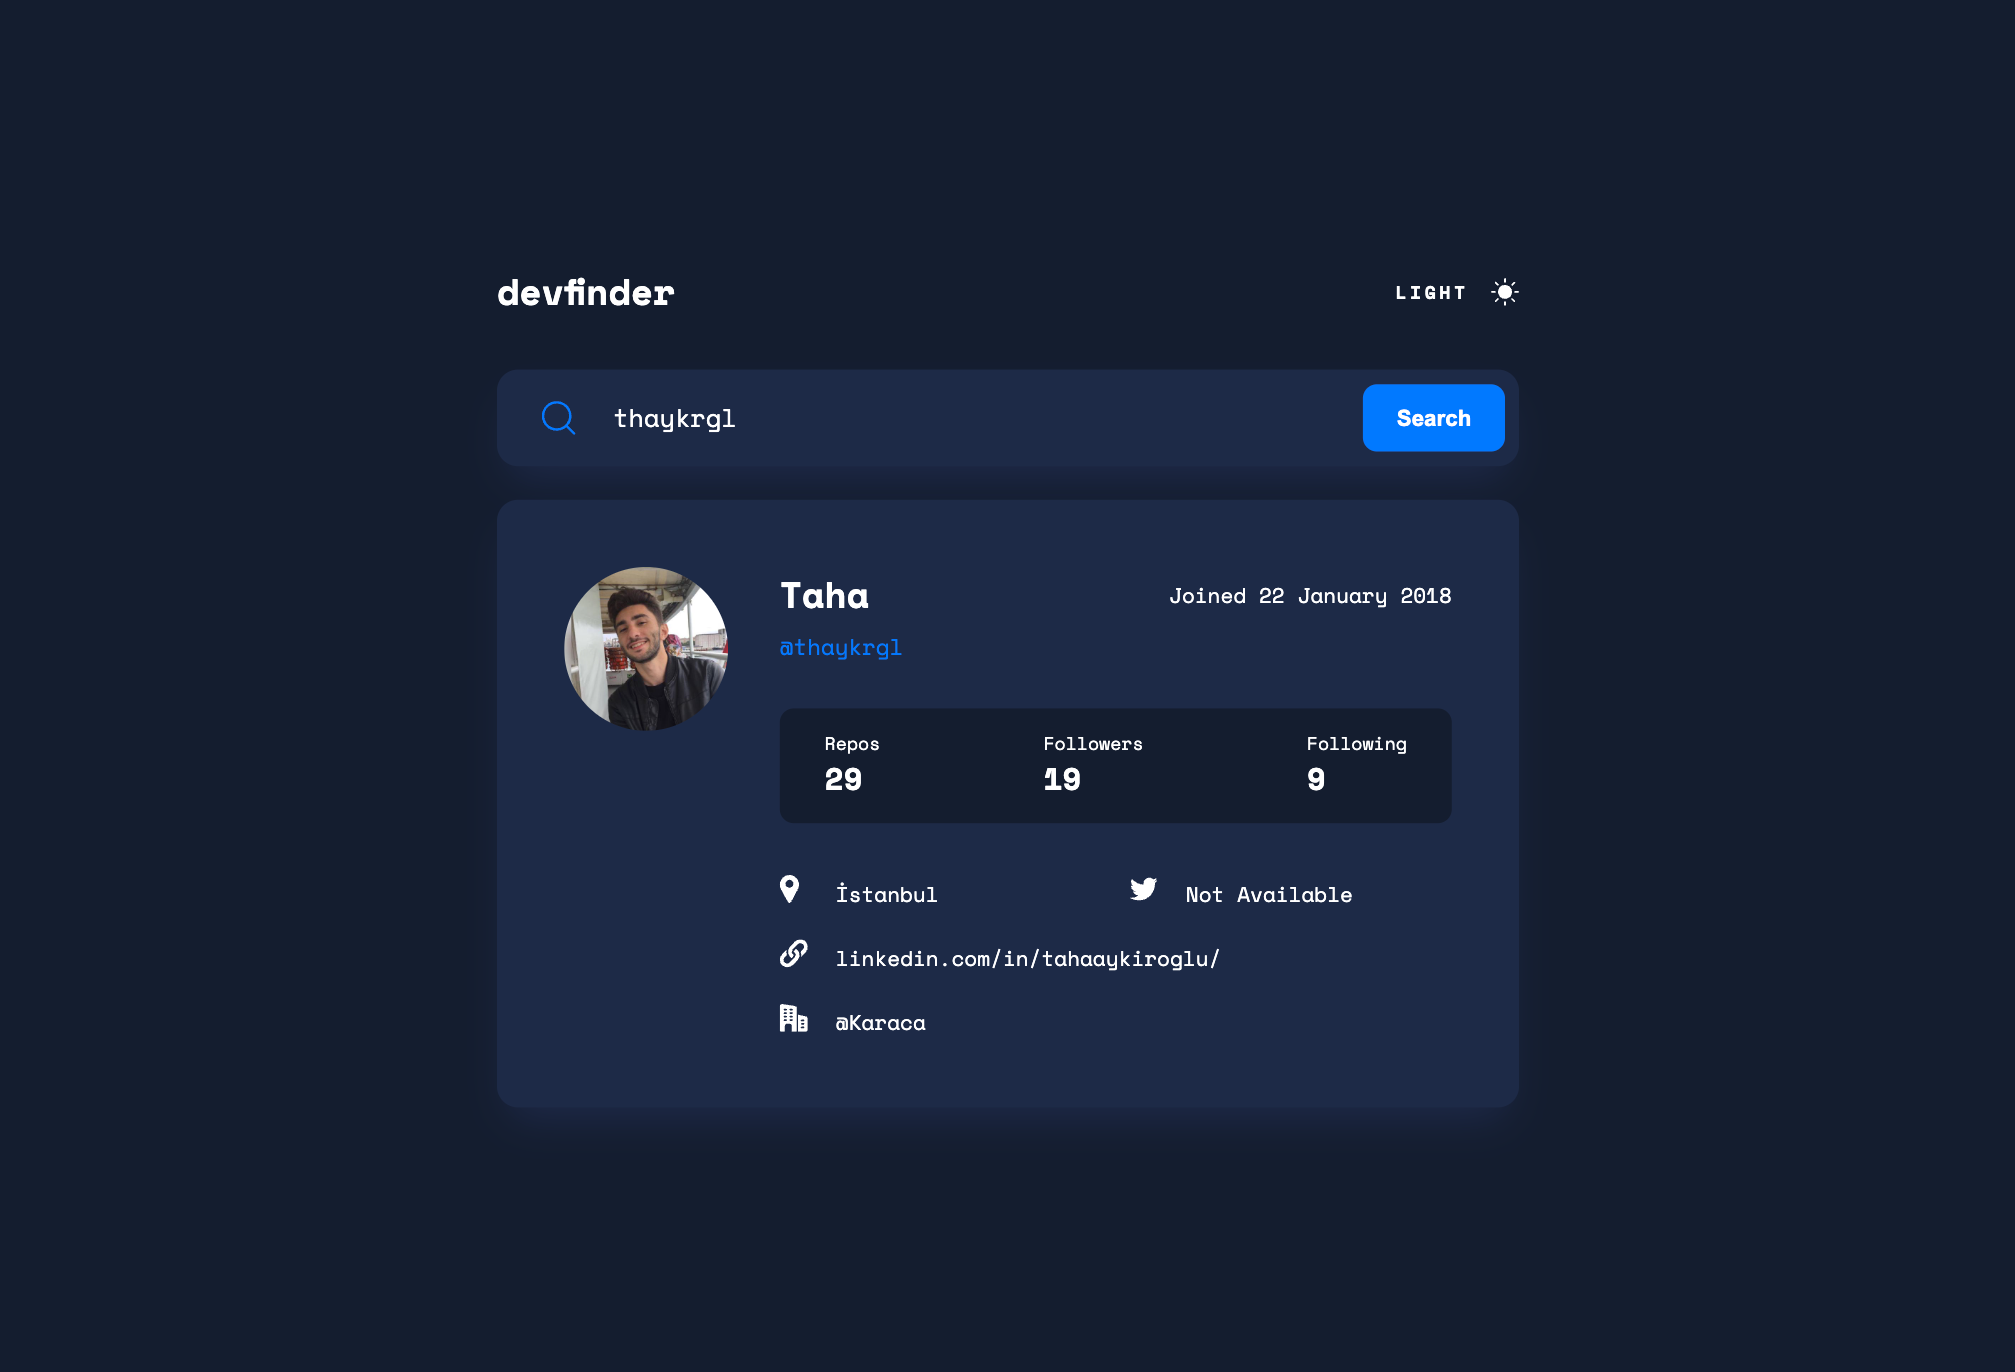 devfinder
LIGHT
thaykrgl
Search
Taha
Joined 22 January 2018
@thaykrgl
Repos
Followers
Following
29
19
9
İstanbul
Not Available
linkedin.com/in/tahaaykiroglu/
@Karaca